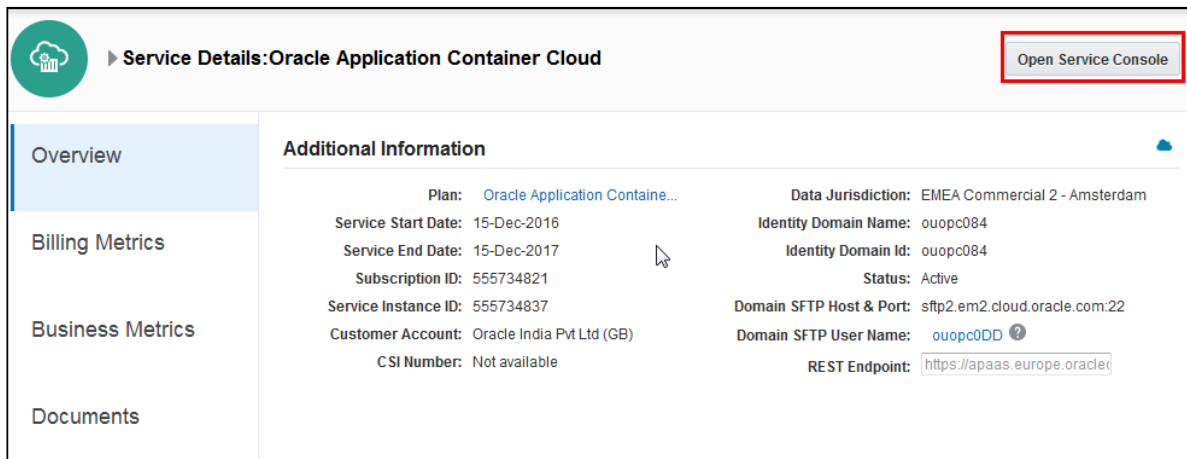 Service Details:Oracle Application Container Cloud
Open Service Console
Overview
Billing Metrics
Business Metrics
Documents
Additional Information
Plan: Oracle Application Containe...
Service Start Date: 15-Dec-2016
Service End Date: 15-Dec-2017
Subscription ID: 555734821
Service Instance ID: 555734837
Customer Account: Oracle India Pvt Ltd (GB)
CSI Number: Not available
Data Jurisdiction: EMEA Commercial 2 - Amsterdam
Identity Domain Name: ouopc084
Identity Domain Id: ouopc084
Status: Active
Domain SFTP Host & Port: sftp2.em2.cloud.oracle.com:22
Domain SFTP User Name: ouopc0DD ?
REST Endpoint: https://apaas.europe.oraclec